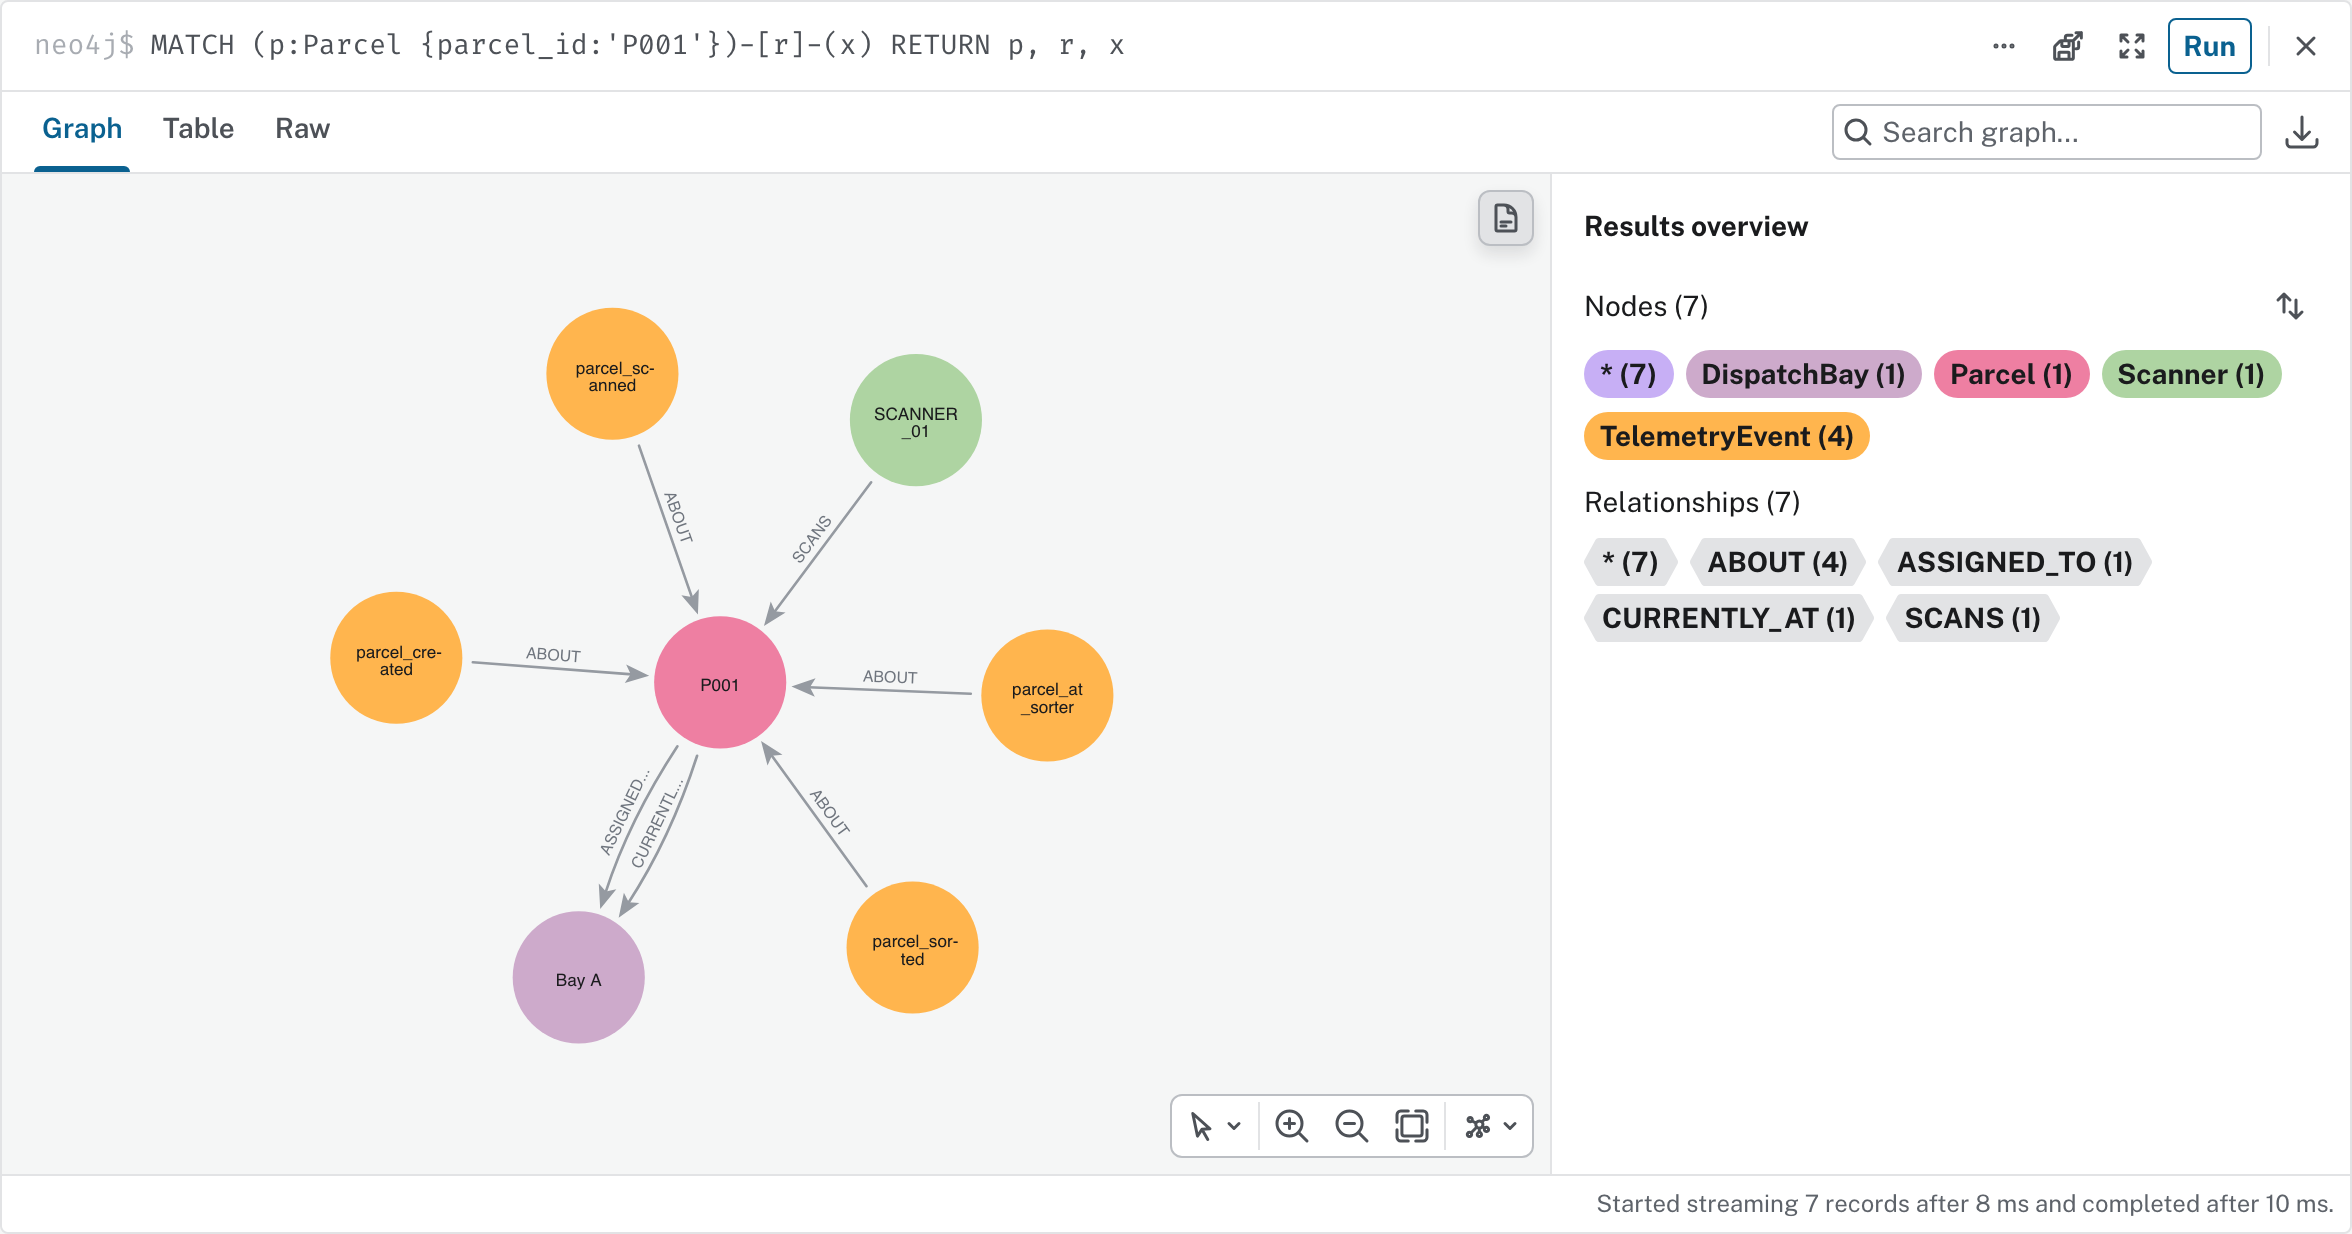 neo4j$ MATCH (p:Parcel {parcel_id:'P001'})-[r]-(x) RETURN p, r, x
Run
Graph
Table
Raw
Search graph...
Results overview
Nodes (7)
* (7)
DispatchBay (1)
Parcel (1)
Scanner (1)
TelemetryEvent (4)
Relationships (7)
* (7)
ABOUT (4)
ASSIGNED_TO (1)
CURRENTLY_AT (1)
SCANS (1)
parcel_sc-
anned
SCANNER
_01
ABOUT
SCANS
parcel_cre-
ated
ABOUT
P001
ABOUT
parcel_at
_sorter
ASSIGNED...
CURRENTL...
ABOUT
parcel_sor-
ted
Bay A
Started streaming 7 records after 8 ms and completed after 10 ms.